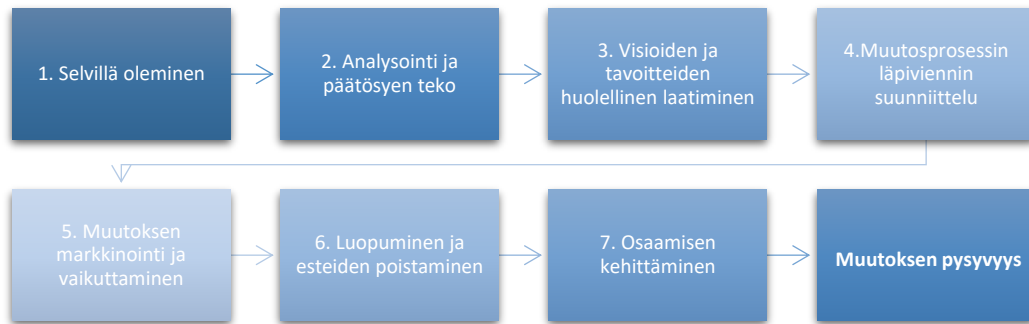 1. Selvillä oleminen
2. Analysointi ja
päätösyen teko
3. Visioiden ja
tavoitteiden
huolellinen laatiminen
4.Muutosprosessin
läpiviennin
suunniittelu
5. Muutoksen
markkinointi ja
vaikuttaminen
6. Luopuminen ja
esteiden poistaminen
7. Osaamisen
kehittäminen
Muutoksen pysyvyys